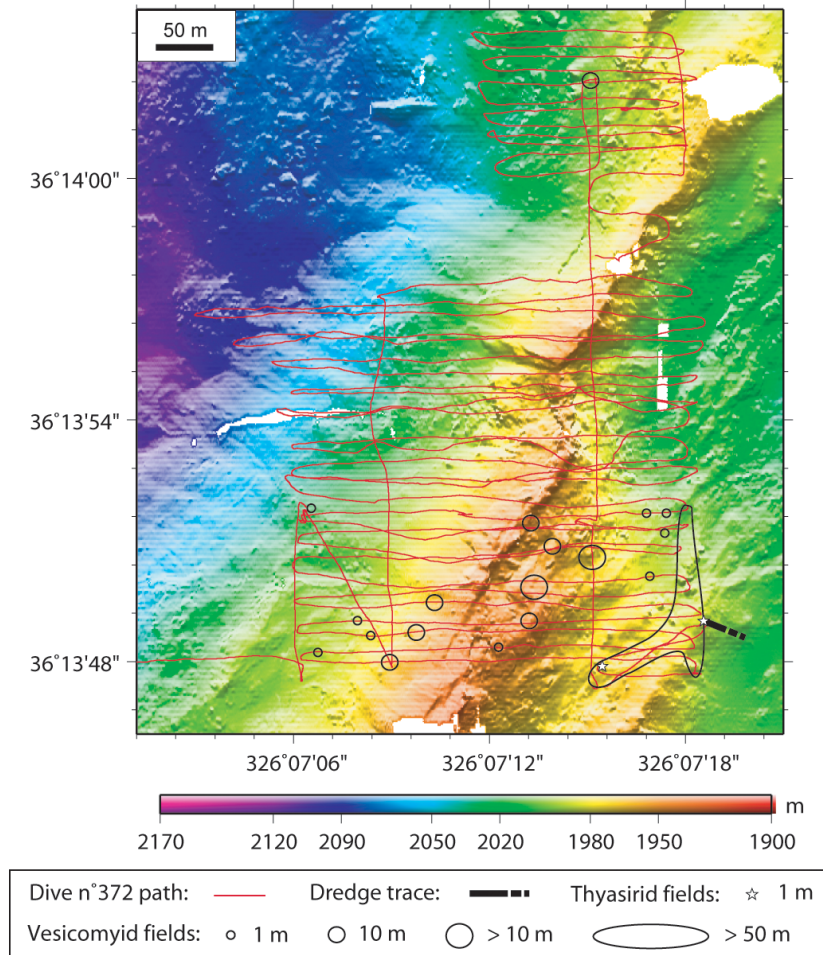 50 m
36°14'00"
36°13'54"
36°13'48"
326°07'06" 326°07'12" 326°07'18"
m
2170 2120 2090 2050 2020 1980 1950 1900
Dive n°372 path: Dredge trace: Thyasirid fields: 1 m
Vesicomyid fields: 1 m 10 m > 10 m > 50 m